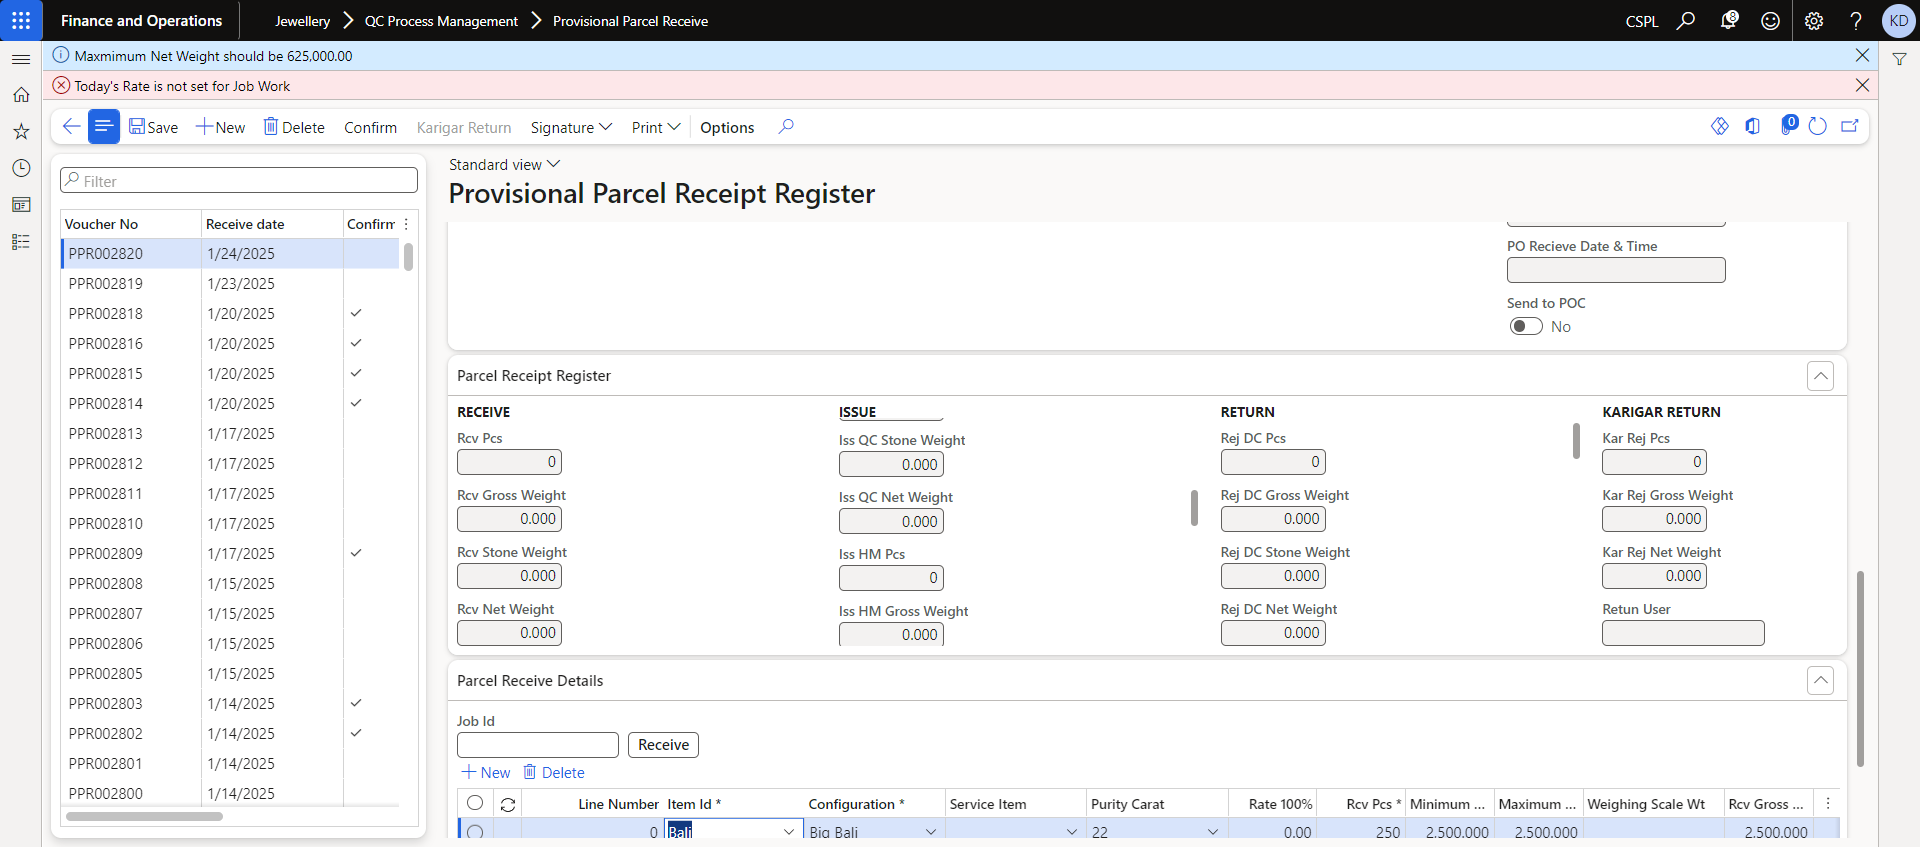 Finance and Operations
Jewellery > QC Process Management > Provisional Parcel Receive
CSPL
8
KD
Maxmimum Net Weight should be 625,000.00
Today's Rate is not set for Job Work
Save
New
Delete
Confirm
Karigar Return
Signature
Print
Options
0
Filter
Voucher No Receive date Confirm
PPR002820 1/24/2025
PPR002819 1/23/2025
PPR002818 1/20/2025
PPR002816 1/20/2025
PPR002815 1/20/2025
PPR002814 1/20/2025
PPR002813 1/17/2025
PPR002812 1/17/2025
PPR002811 1/17/2025
PPR002810 1/17/2025
PPR002809 1/17/2025
PPR002808 1/15/2025
PPR002807 1/15/2025
PPR002806 1/15/2025
PPR002805 1/15/2025
PPR002803 1/14/2025
PPR002802 1/14/2025
PPR002801 1/14/2025
PPR002800 1/14/2025
Standard view
Provisional Parcel Receipt Register
PO Recieve Date & Time
Send to POC
No
Parcel Receipt Register
RECEIVE
Rcv Pcs
0
Rcv Gross Weight
0.000
Rcv Stone Weight
0.000
Rcv Net Weight
0.000
ISSUE
Iss QC Stone Weight
0.000
Iss QC Net Weight
0.000
Iss HM Pcs
0
Iss HM Gross Weight
0.000
RETURN
Rej DC Pcs
0
Rej DC Gross Weight
0.000
Rej DC Stone Weight
0.000
Rej DC Net Weight
0.000
KARIGAR RETURN
Kar Rej Pcs
0
Kar Rej Gross Weight
0.000
Kar Rej Net Weight
0.000
Retun User
Parcel Receive Details
Job Id
Receive
New
Delete
Line Number Item Id * Configuration * Service Item Purity Carat Rate 100% Rcv Pcs * Minimum ... Maximum ... Weighing Scale Wt Rcv Gross ...
0 Bali Big Bali 22 0.00 250 2,500.000 2,500.000 2,500.000